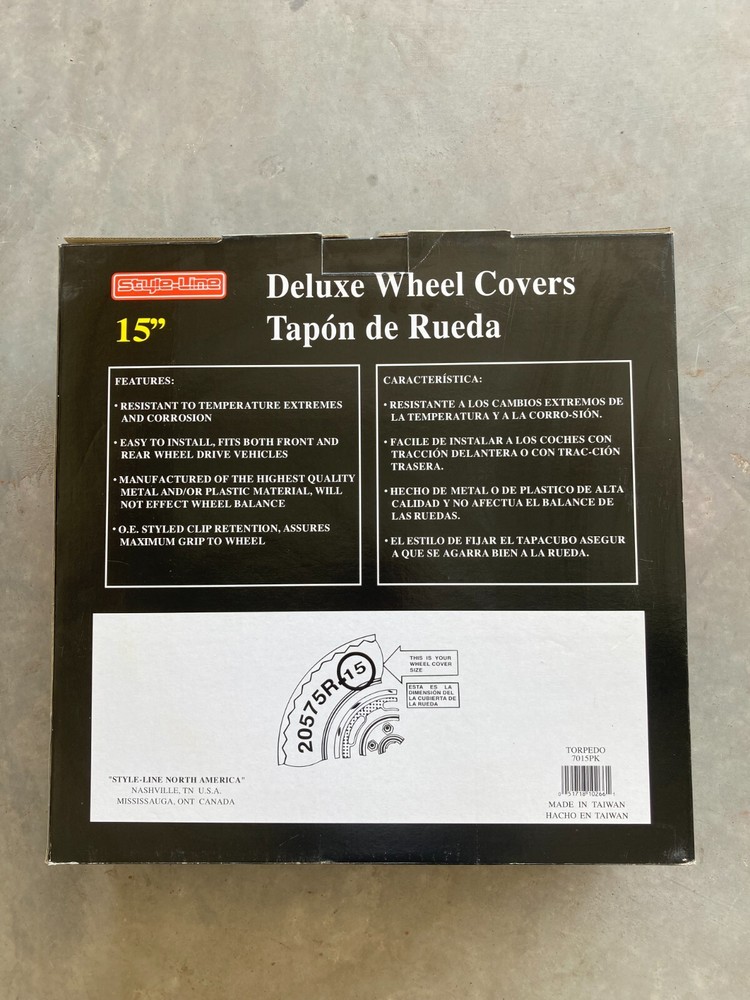 Style-Line
Deluxe Wheel Covers
15”
Tapón de Rueda
FEATURES:
• RESISTANT TO TEMPERATURE EXTREMES
AND CORROSION
• EASY TO INSTALL, FITS BOTH FRONT AND
REAR WHEEL DRIVE VEHICLES
• MANUFACTURED OF THE HIGHEST QUALITY
METAL AND/OR PLASTIC MATERIAL, WILL
NOT EFFECT WHEEL BALANCE
• O.E. STYLED CLIP RETENTION, ASSURES
MAXIMUM GRIP TO WHEEL
CARACTERÍSTICA:
• RESISTANTE A LOS CAMBIOS EXTREMOS DE
LA TEMPERATURA Y A LA CORRO-SIÓN.
• FACILE DE INSTALAR A LOS COCHES CON
TRACCIÓN DELANTERA O CON TRAC-CIÓN
TRASERA.
• HECHO DE METAL O DE PLASTICO DE ALTA
CALIDAD Y NO AFECTUA EL BALANCE DE
LAS RUEDAS.
• EL ESTILO DE FIJAR EL TAPACUBO ASEGUR
A QUE SE AGARRA BIEN A LA RUEDA.
20575R-15
THIS IS YOUR
WHEEL COVER
SIZE
ESTA ES LA
DIMENSIÓN DEL
LA CUBIERTA DE
LA RUEDA
"STYLE-LINE NORTH AMERICA"
NASHVILLE, TN U.S.A.
MISSISSAUGA, ONT CANADA
TORPEDO
7015PK
0 51718 10266 1
MADE IN TAIWAN
HACHO EN TAIWAN